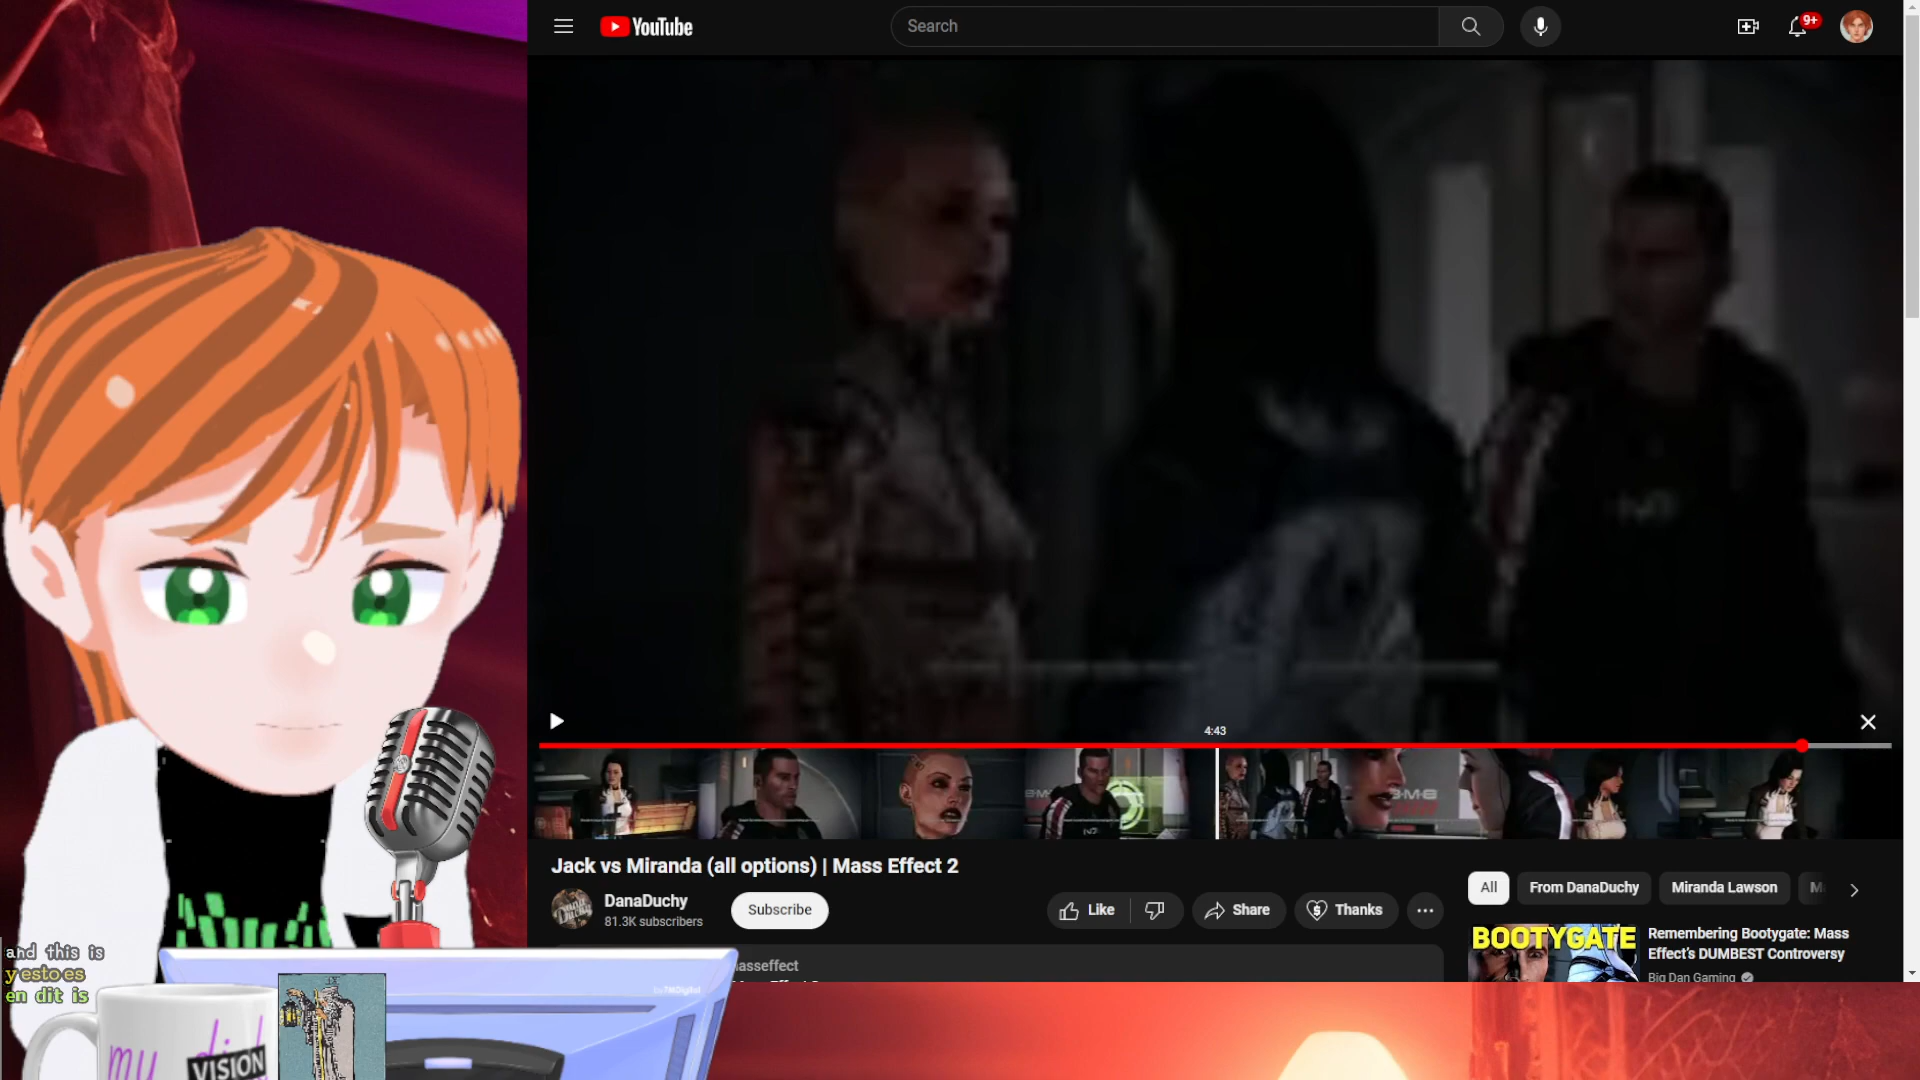 YouTube
Search
9+
4:43
Jack vs Miranda (all options) | Mass Effect 2
DanaDuchy
81.3K subscribers
Subscribe
Like
Share
Thanks
All
From DanaDuchy
Miranda Lawson
BOOTYGATE
Remembering Bootygate: Mass
Effect's DUMBEST Controversy
Big Dan Gaming
and this is
y esto es
en dit is
my
VISION